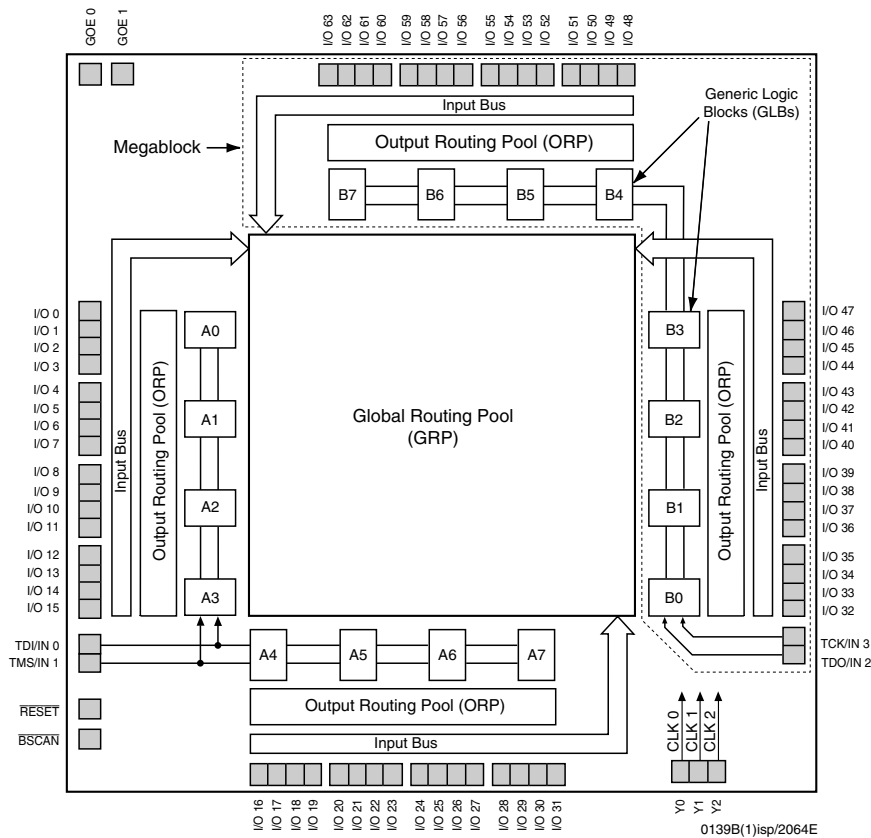 GOE 0
GOE 1
I/O 63
I/O 62
I/O 61
I/O 60
I/O 59
I/O 58
I/O 57
I/O 56
I/O 55
I/O 54
I/O 53
I/O 52
I/O 51
I/O 50
I/O 49
I/O 48
Input Bus
Generic Logic
Blocks (GLBs)
Megablock
Output Routing Pool (ORP)
B7
B6
B5
B4
I/O 0
I/O 1
I/O 2
I/O 3
I/O 4
I/O 5
I/O 6
I/O 7
I/O 8
I/O 9
I/O 10
I/O 11
I/O 12
I/O 13
I/O 14
I/O 15
Input Bus
Output Routing Pool (ORP)
A0
A1
A2
A3
Global Routing Pool
(GRP)
B3
B2
B1
B0
Output Routing Pool (ORP)
Input Bus
I/O 47
I/O 46
I/O 45
I/O 44
I/O 43
I/O 42
I/O 41
I/O 40
I/O 39
I/O 38
I/O 37
I/O 36
I/O 35
I/O 34
I/O 33
I/O 32
TDI/IN 0
TMS/IN 1
A4
A5
A6
A7
TCK/IN 3
TDO/IN 2
RESET
BSCAN
Output Routing Pool (ORP)
Input Bus
CLK 0
CLK 1
CLK 2
I/O 16
I/O 17
I/O 18
I/O 19
I/O 20
I/O 21
I/O 22
I/O 23
I/O 24
I/O 25
I/O 26
I/O 27
I/O 28
I/O 29
I/O 30
I/O 31
Y0
Y1
Y2
0139B(1)isp/2064E